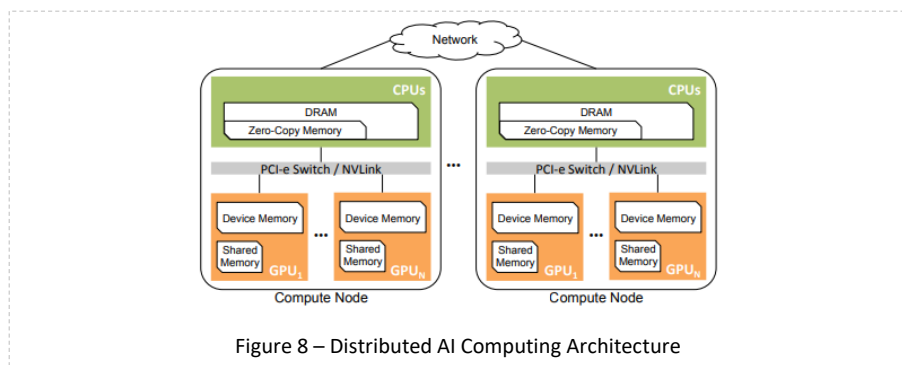 Network
CPUs
DRAM
Zero-Copy Memory
PCI-e Switch / NVLink
Device Memory
Shared Memory
GPU1
...
Device Memory
Shared Memory
GPUN
Compute Node
...
CPUs
DRAM
Zero-Copy Memory
PCI-e Switch / NVLink
Device Memory
Shared Memory
GPU1
...
Device Memory
Shared Memory
GPUN
Compute Node
Figure 8 – Distributed AI Computing Architecture